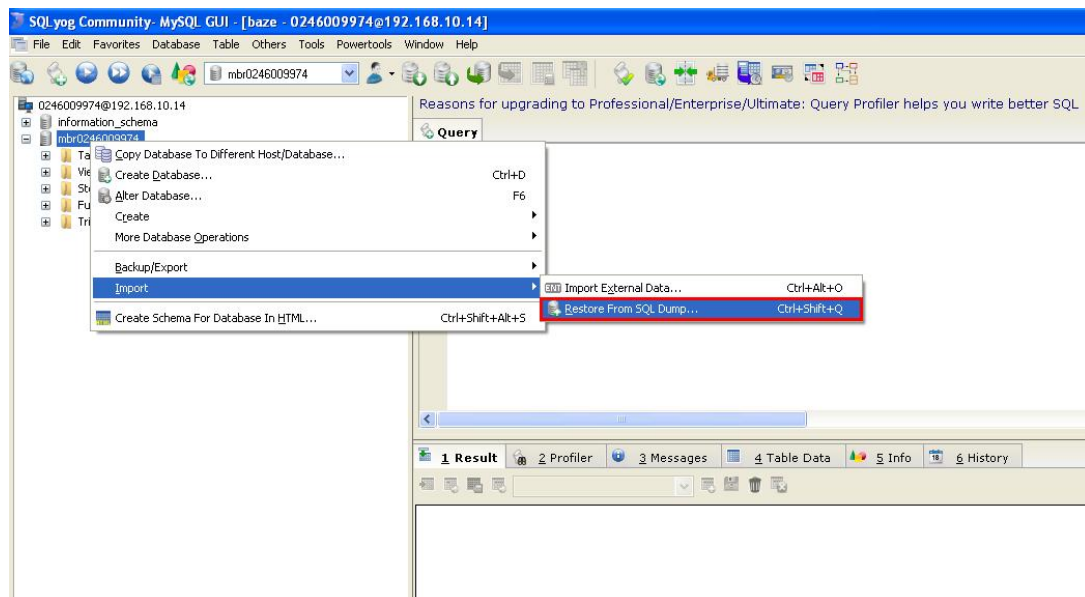 SQLyog Community- MySQL GUI - [baze - 0246009974@192.168.10.14]
File Edit Favorites Database Table Others Tools Powertools Window Help
mbr0246009974
0246009974@192.168.10.14
Reasons for upgrading to Professional/Enterprise/Ultimate: Query Profiler helps you write better SQL
information_schema
Query
mbr0246009974
Ta
Vie
Sto
Fu
Tri
Copy Database To Different Host/Database...
Create Database... Ctrl+D
Alter Database... F6
Create
More Database Operations
Backup/Export
Import
Create Schema For Database In HTML... Ctrl+Shift+Alt+S
Import External Data... Ctrl+Alt+O
Restore From SQL Dump... Ctrl+Shift+Q
1 Result 2 Profiler 3 Messages 4 Table Data 5 Info 6 History